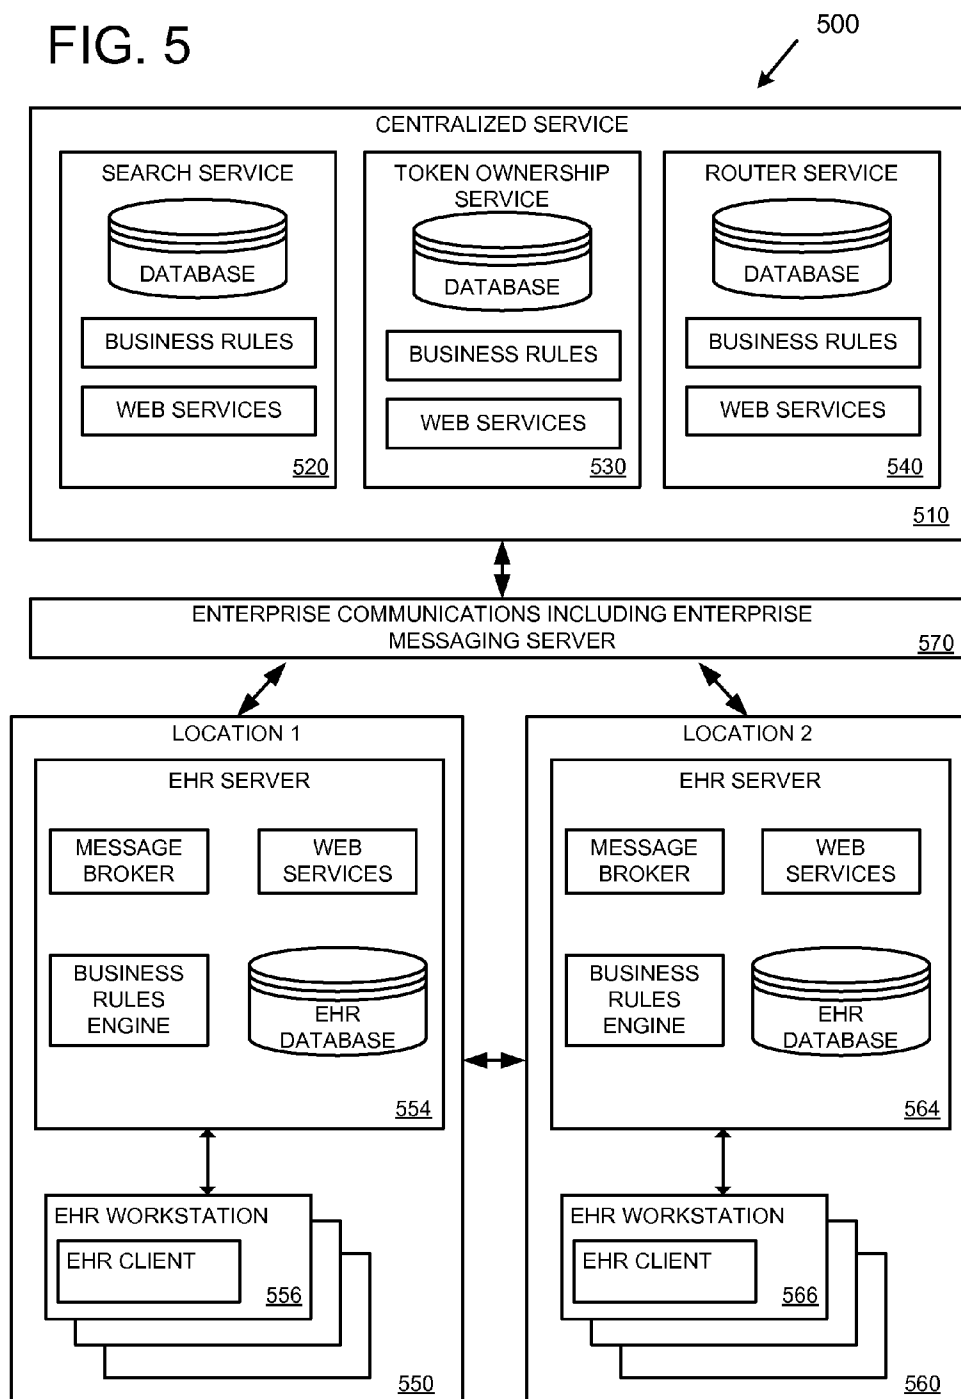 FIG. 5
500
CENTRALIZED SERVICE
SEARCH SERVICE
DATABASE
BUSINESS RULES
WEB SERVICES
520
TOKEN OWNERSHIP
SERVICE
DATABASE
BUSINESS RULES
WEB SERVICES
530
ROUTER SERVICE
DATABASE
BUSINESS RULES
WEB SERVICES
540
510
ENTERPRISE COMMUNICATIONS INCLUDING ENTERPRISE
MESSAGING SERVER
570
LOCATION 1
EHR SERVER
MESSAGE
BROKER
WEB
SERVICES
BUSINESS
RULES
ENGINE
EHR
DATABASE
554
EHR WORKSTATION
EHR CLIENT
556
550
LOCATION 2
EHR SERVER
MESSAGE
BROKER
WEB
SERVICES
BUSINESS
RULES
ENGINE
EHR
DATABASE
564
EHR WORKSTATION
EHR CLIENT
566
560